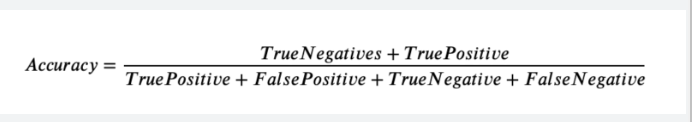 Accuracy = TrueNegatives + TruePositive
TruePositive + FalsePositive + TrueNegative + FalseNegative